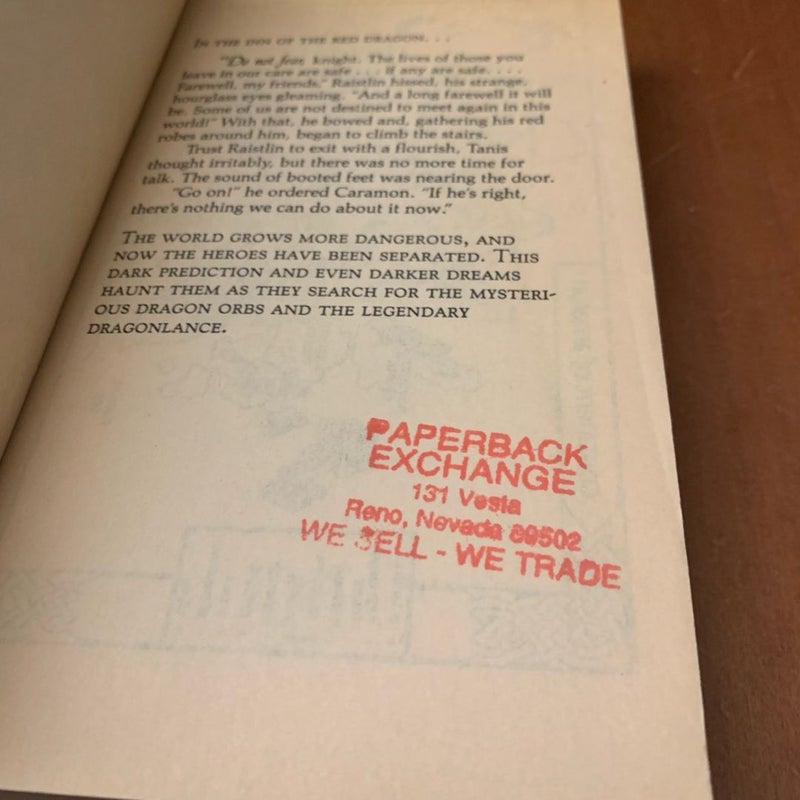 IN THE INN OF THE RED DRAGON. . .
"Do not fear, knight. The lives of those you
leave in our care are safe . . . if any are safe. . . .
Farewell, my friends," Raistlin hissed, his strange,
hourglass eyes gleaming. "And a long farewell it will
be. Some of us are not destined to meet again in this
world!" With that, he bowed and, gathering his red
robes around him, began to climb the stairs.
Trust Raistlin to exit with a flourish, Tanis
thought irritably, but there was no more time for
talk. The sound of booted feet was nearing the door.
"Go on!" he ordered Caramon. "If he's right,
there's nothing we can do about it now."
THE WORLD GROWS MORE DANGEROUS, AND
NOW THE HEROES HAVE BEEN SEPARATED. THIS
DARK PREDICTION AND EVEN DARKER DREAMS
HAUNT THEM AS THEY SEARCH FOR THE MYSTERI-
OUS DRAGON ORBS AND THE LEGENDARY
DRAGONLANCE.
PAPERBACK
EXCHANGE
131 Vesta
Reno, Nevada 89502
WE SELL - WE TRADE